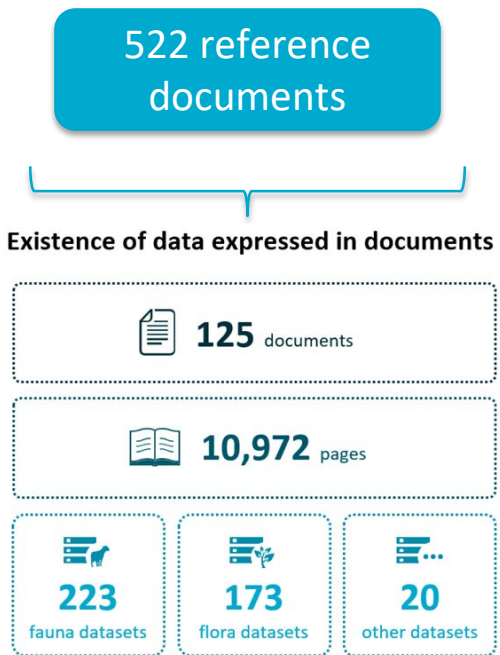 522 reference
documents
Existence of data expressed in documents
125 documents
10,972 pages
223
fauna datasets
173
flora datasets
20
other datasets